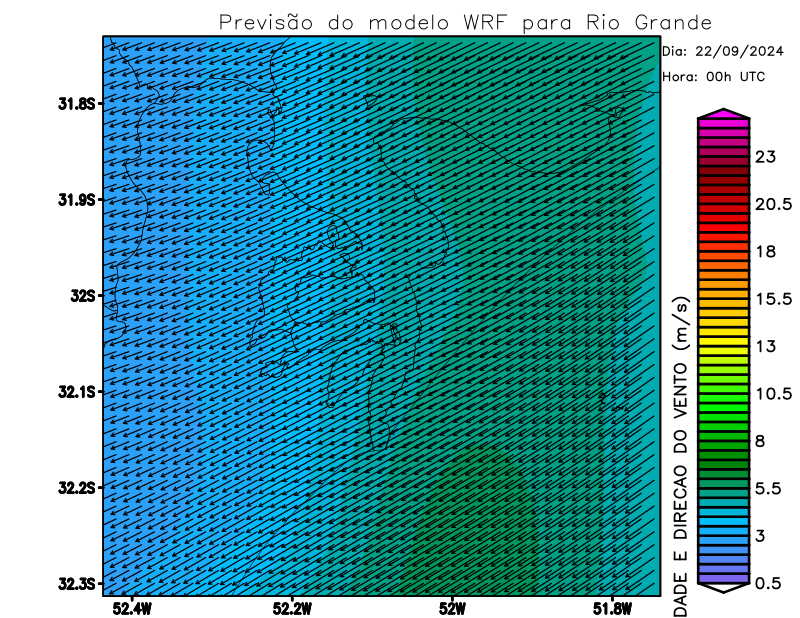 Previsão do modelo WRF para Rio Grande
Dia: 22/09/2024
Hora: 00h UTC
31.8S
31.9S
32S
32.1S
32.2S
32.3S
52.4W
52.2W
52W
51.8W
DADE E DIRECAO DO VENTO (m/s)
23
20.5
18
15.5
13
10.5
8
5.5
3
0.5